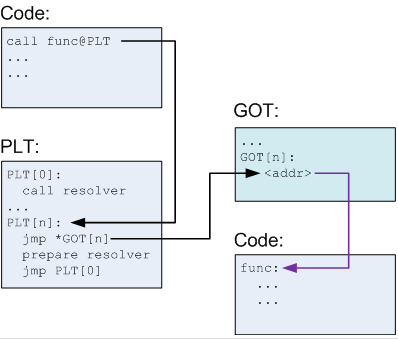 Code:
call func@PLT
...
...
PLT:
PLT[0]:
call resolver
...
PLT[n]:
jmp *GOT[n]
prepare resolver
jmp PLT[0]
GOT:
...
GOT[n]:
<addr>
Code:
func:
...
...